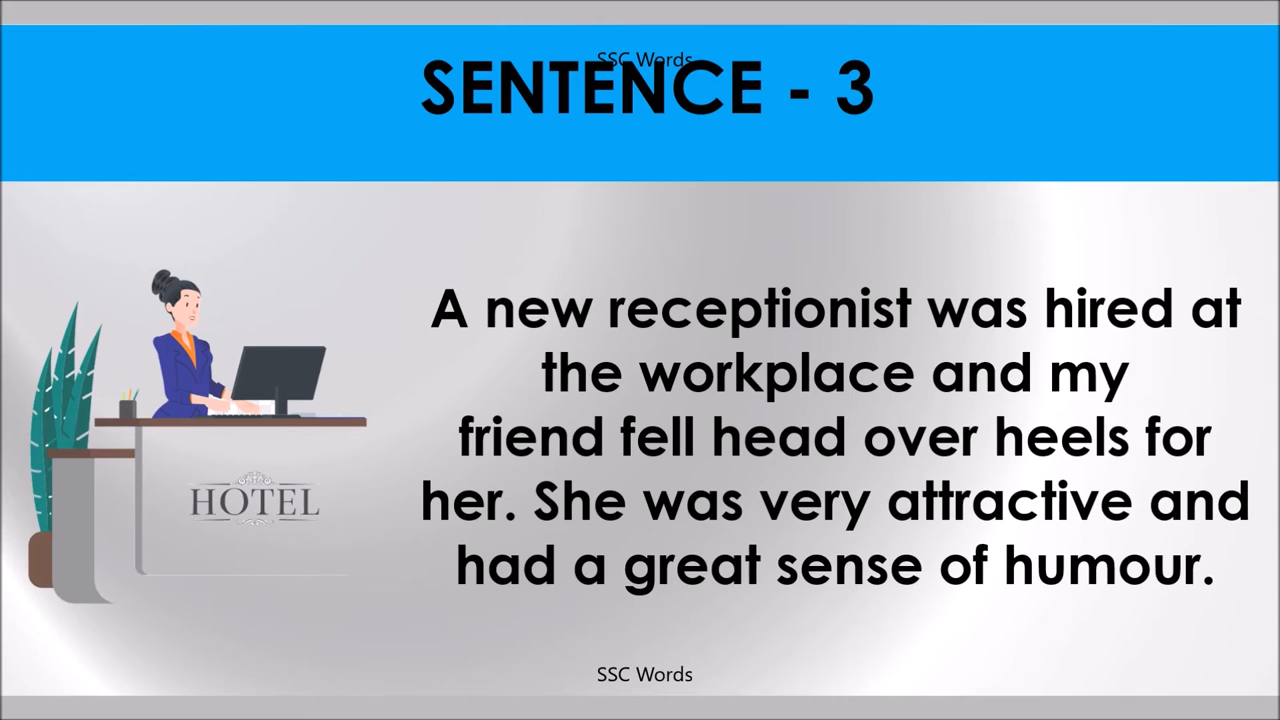 SSC Words
SENTENCE - 3
A new receptionist was hired at
the workplace and my
friend fell head over heels for
her. She was very attractive and
had a great sense of humour.
HOTEL
SSC Words